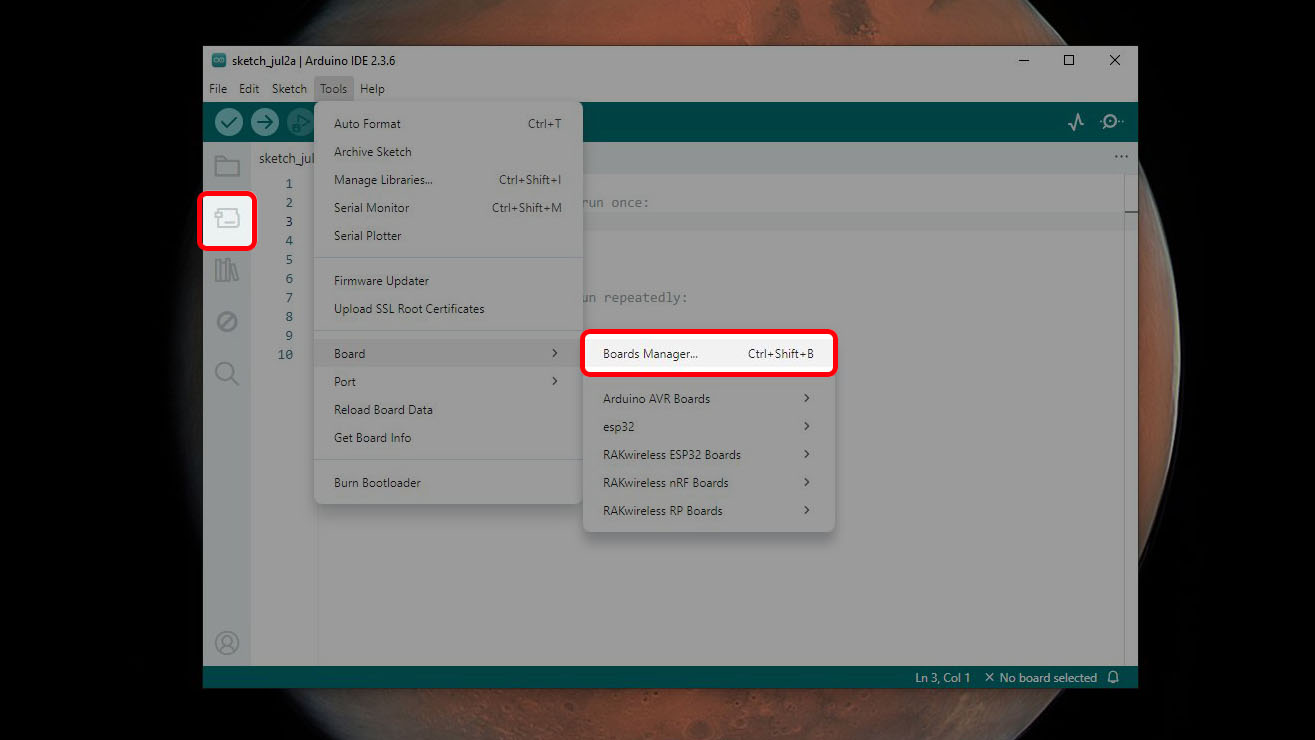 sketch_jul2a | Arduino IDE 2.3.6
File Edit Sketch Tools Help
sketch_jul
1
2
3
4
5
6
7
8
9
10
run once:
un repeatedly:
Auto Format Ctrl+T
Archive Sketch
Manage Libraries... Ctrl+Shift+I
Serial Monitor Ctrl+Shift+M
Serial Plotter
Firmware Updater
Upload SSL Root Certificates
Board
Port
Reload Board Data
Get Board Info
Burn Bootloader
Boards Manager... Ctrl+Shift+B
Arduino AVR Boards
esp32
RAKwireless ESP32 Boards
RAKwireless nRF Boards
RAKwireless RP Boards
Ln 3, Col 1 × No board selected